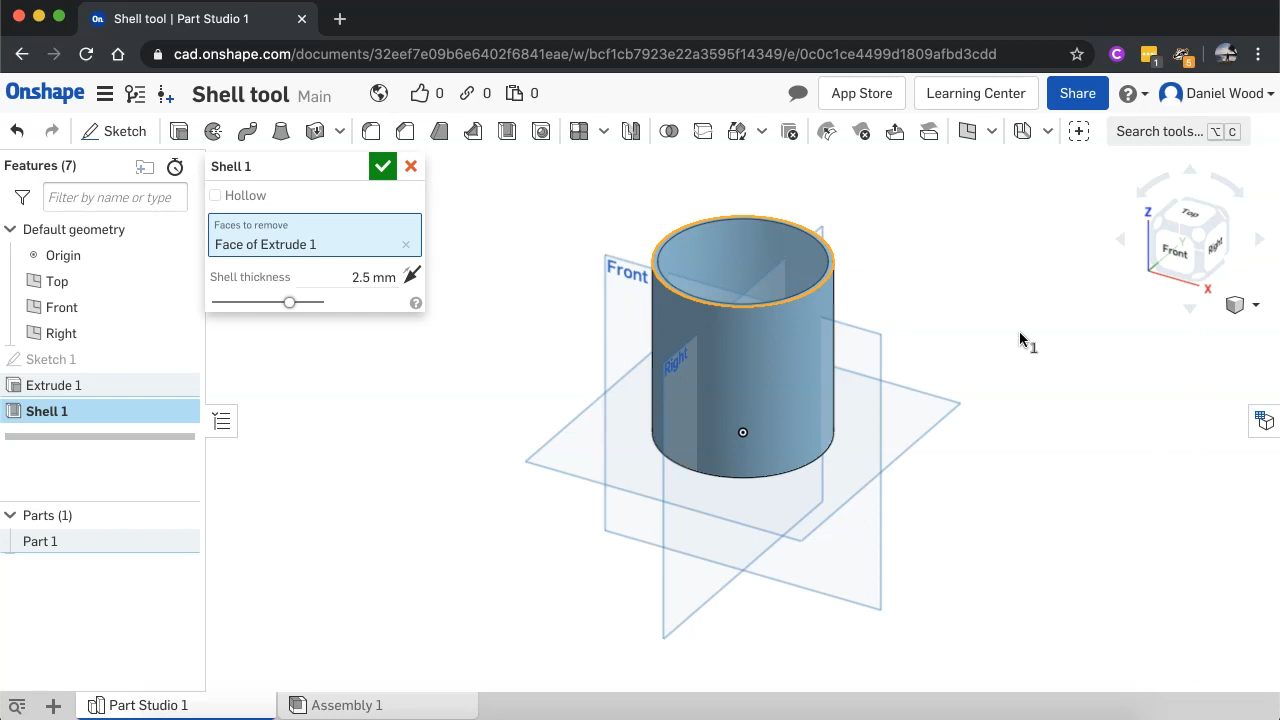 On Shell tool | Part Studio 1
cad.onshape.com/documents/32eef7e09b6e6402f6841eae/w/bcf1cb7923e22a3595f14349/e/0c0c1ce4499d1809afbd3cdd
C 1 5
Onshape Shell tool Main 0 0 0 App Store Learning Center Share Daniel Wood
Sketch Search tools... ⌥ C
Features (7)
Filter by name or type
Default geometry
Origin
Top
Front
Right
Sketch 1
Extrude 1
Shell 1
Parts (1)
Part 1
Shell 1
Hollow
Faces to remove
Face of Extrude 1
Shell thickness 2.5 mm
Front
Right
Z
Top
Y
Front Right
X
1
Part Studio 1 Assembly 1